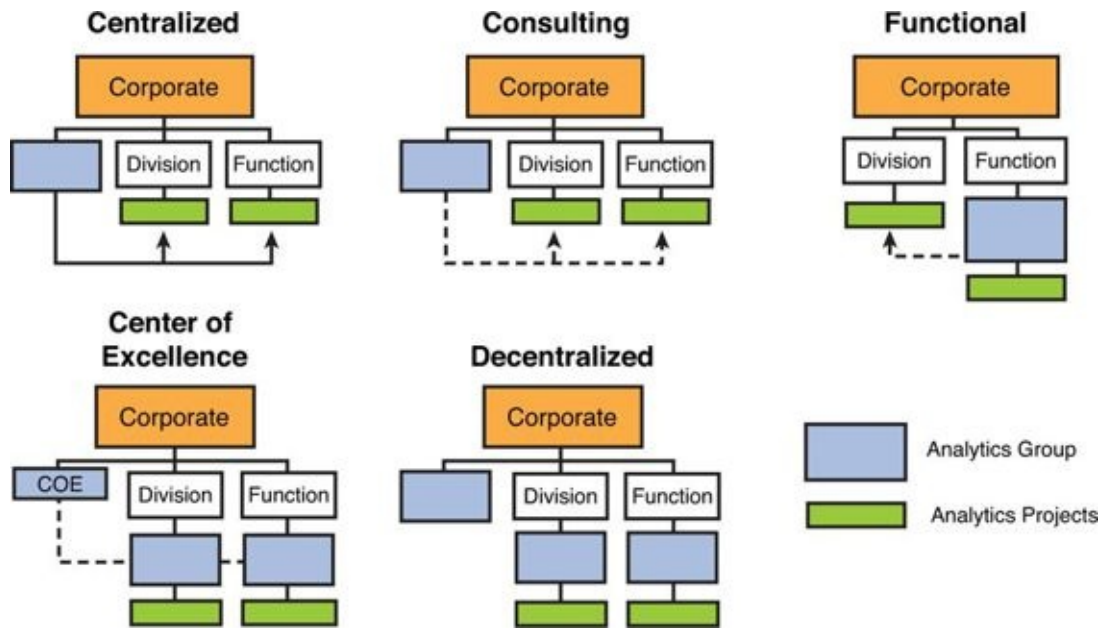 Centralized
Corporate
Division
Function
Consulting
Corporate
Division
Function
Functional
Corporate
Division
Function
Center of
Excellence
Corporate
COE
Division
Function
Decentralized
Corporate
Division
Function
Analytics Group
Analytics Projects